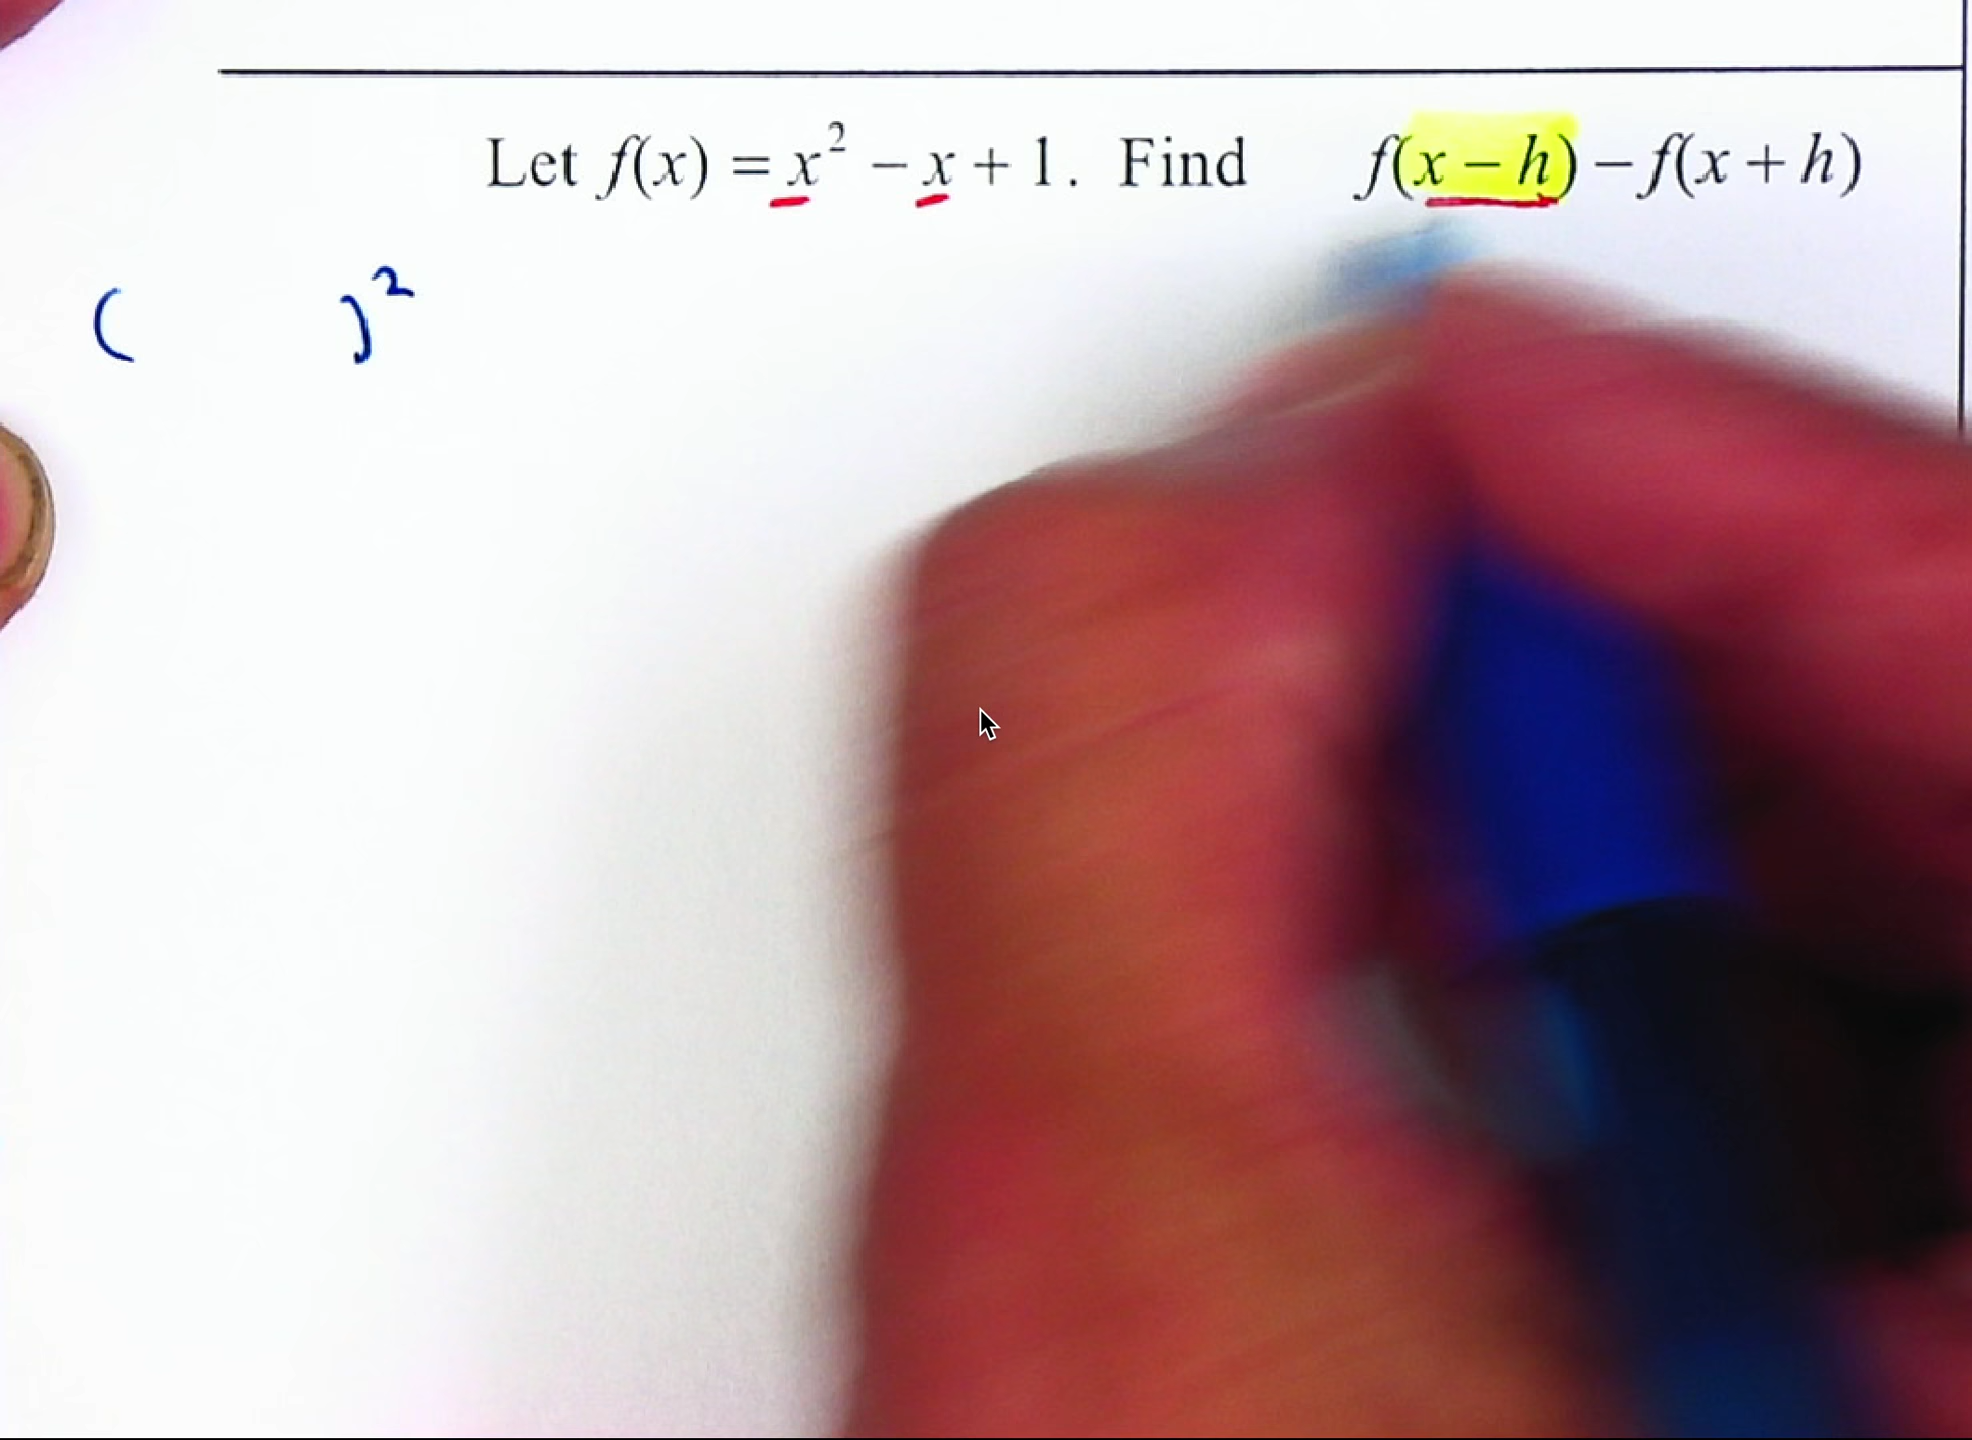 Let f(x) = x² − x + 1. Find f(x − h) − f(x + h)
( )²